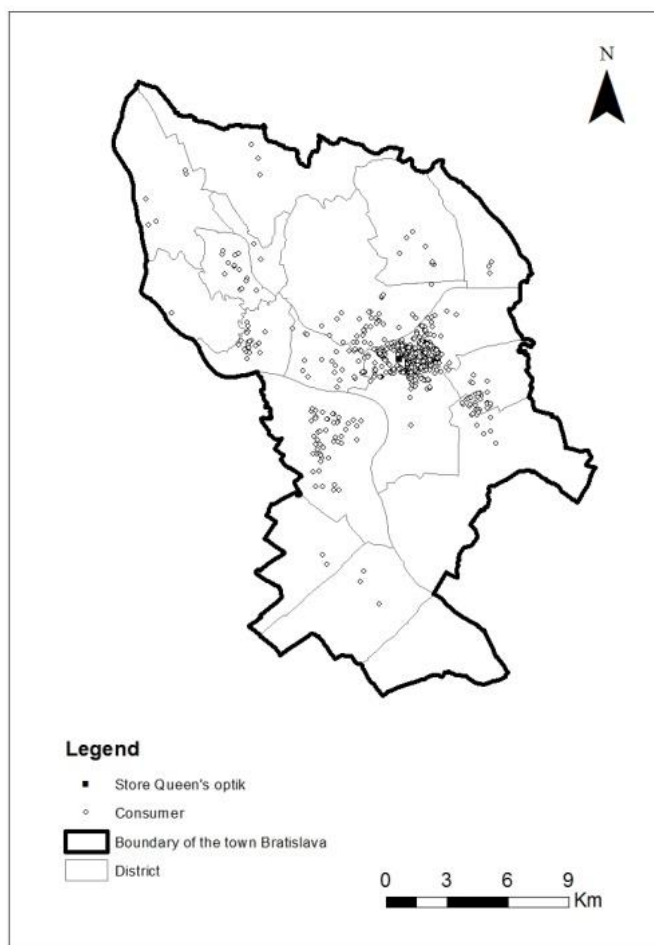 N
Legend
Store Queen's optik
Consumer
Boundary of the town Bratislava
District
0 3 6 9
Km